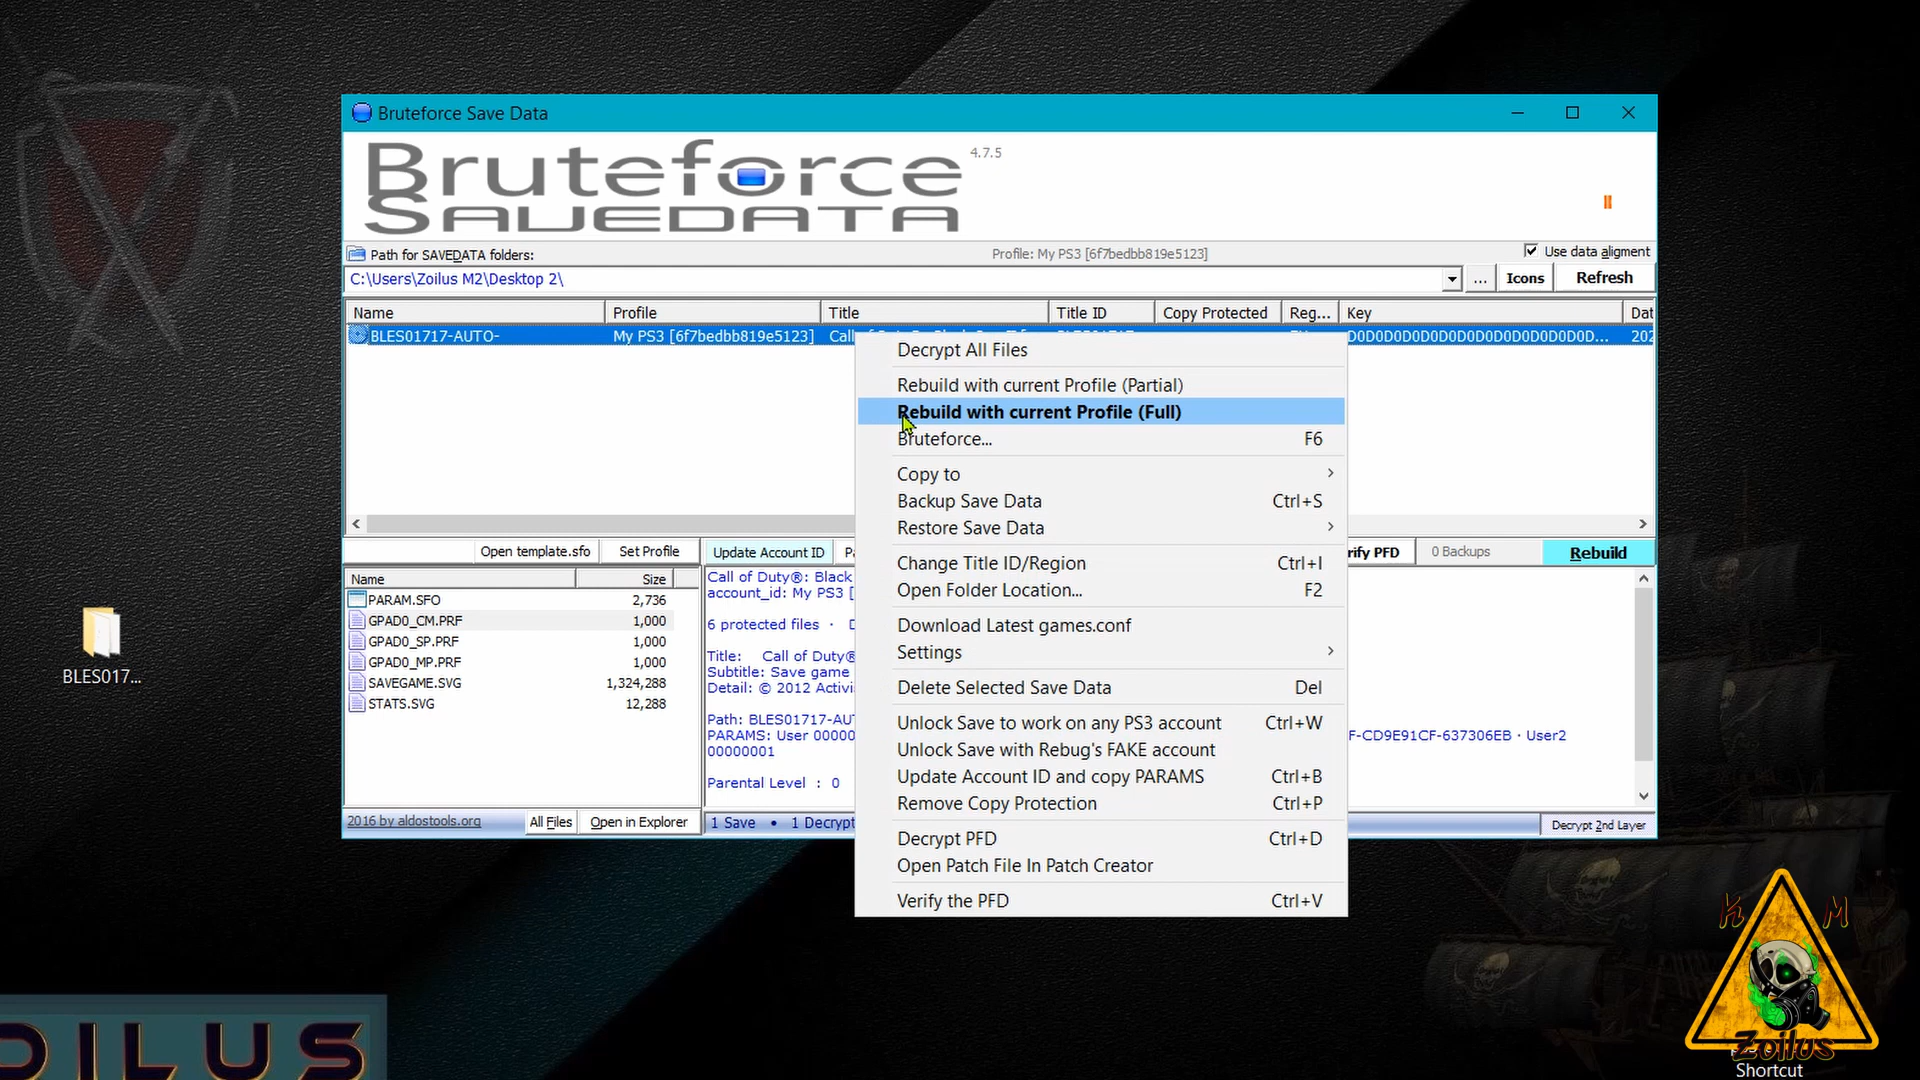 Bruteforce Save Data
Bruteforce
SAVEDATA
4.7.5
Path for SAVEDATA folders:
Profile: My PS3 [6f7bedbb819e5123]
Use data aligment
C:\Users\Zoilus M2\Desktop 2\
...
Icons
Refresh
Name
Profile
Title
Title ID
Copy Protected
Reg...
Key
Dat
BLES01717-AUTO-
My PS3 [6f7bedbb819e5123]
Call
D0D0D0D0D0D0D0D0D0D0D0D0D0D...
202
Decrypt All Files
Rebuild with current Profile (Partial)
Rebuild with current Profile (Full)
Bruteforce... F6
Copy to
Backup Save Data Ctrl+S
Restore Save Data
Change Title ID/Region Ctrl+I
Open Folder Location... F2
Download Latest games.conf
Settings
Delete Selected Save Data Del
Unlock Save to work on any PS3 account Ctrl+W
Unlock Save with Rebug's FAKE account
Update Account ID and copy PARAMS Ctrl+B
Remove Copy Protection Ctrl+P
Decrypt PFD Ctrl+D
Open Patch File In Patch Creator
Verify the PFD Ctrl+V
Open template.sfo
Set Profile
Update Account ID
rify PFD
0 Backups
Rebuild
Name Size
PARAM.SFO 2,736
GPAD0_CM.PRF 1,000
GPAD0_SP.PRF 1,000
GPAD0_MP.PRF 1,000
SAVEGAME.SVG 1,324,288
STATS.SVG 12,288
Call of Duty®: Black
account_id: My PS3 [
6 protected files ·
Title: Call of Duty®
Subtitle: Save game
Detail: © 2012 Activi
Path: BLES01717-AU
PARAMS: User 00000
F-CD9E91CF-637306EB · User2
00000001
Parental Level : 0
2016 by aldostools.org
All Files
Open in Explorer
1 Save • 1 Decrypt
Decrypt 2nd Layer
BLES017...
OILUS
K M
Zoilus
Shortcut